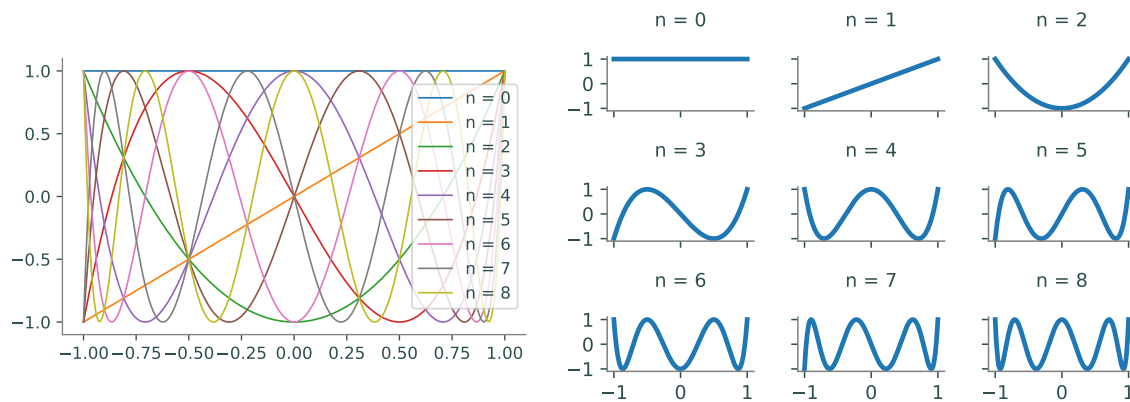 1.0
0.5
0.0
−0.5
−1.0
−1.00 −0.75 −0.50 −0.25 0.00 0.25 0.50 0.75 1.00
n = 0
n = 1
n = 2
n = 3
n = 4
n = 5
n = 6
n = 7
n = 8
n = 0
n = 1
n = 2
1
0
−1
n = 3
n = 4
n = 5
1
0
−1
n = 6
n = 7
n = 8
1
0
−1
−1 0 1
−1 0 1
−1 0 1